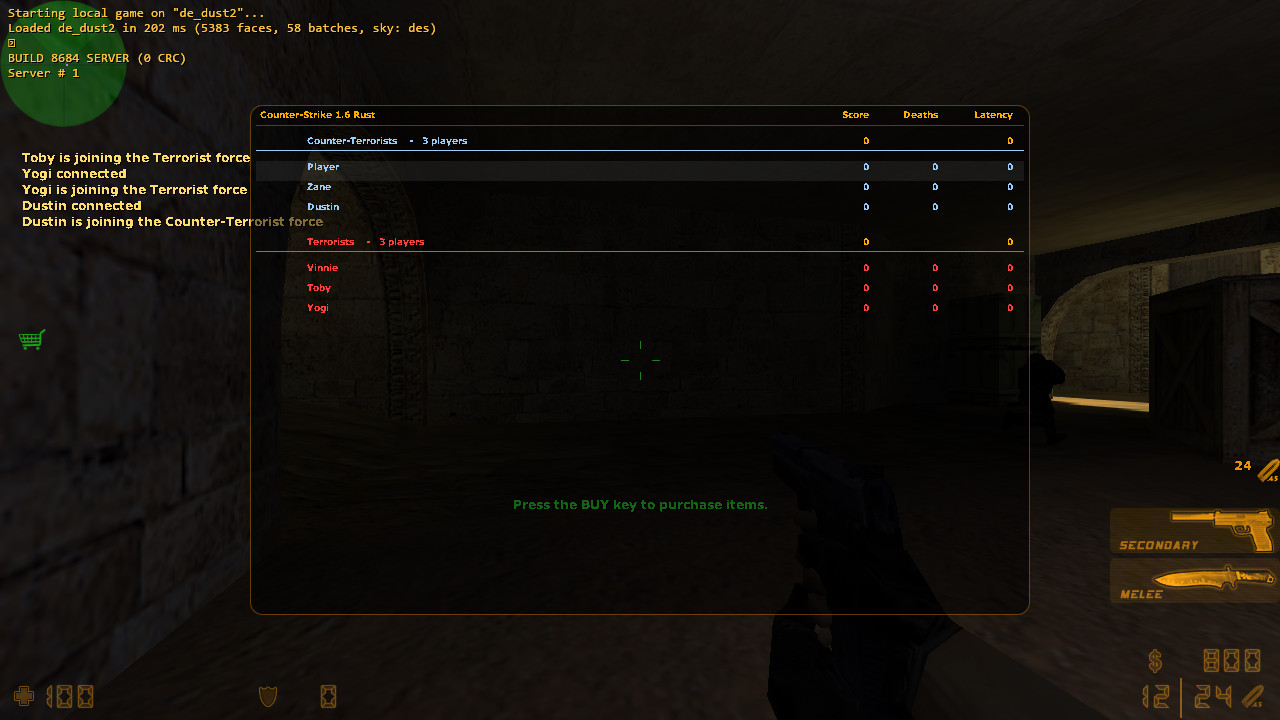 Starting local game on "de_dust2"...
Loaded de_dust2 in 202 ms (5383 faces, 58 batches, sky: des)
BUILD 8684 SERVER (0 CRC)
Server # 1
Counter-Strike 1.6 Rust Score Deaths Latency
Counter-Terrorists - 3 players 0 0
Player 0 0 0
Zane 0 0 0
Dustin 0 0 0
Terrorists - 3 players 0 0
Vinnie 0 0 0
Toby 0 0 0
Yogi 0 0 0
Toby is joining the Terrorist force
Yogi connected
Yogi is joining the Terrorist force
Dustin connected
Dustin is joining the Counter-Terrorist force
Press the BUY key to purchase items.
24
.45
SECONDARY
MELEE
$ 800
100
0
12 | 24
.45